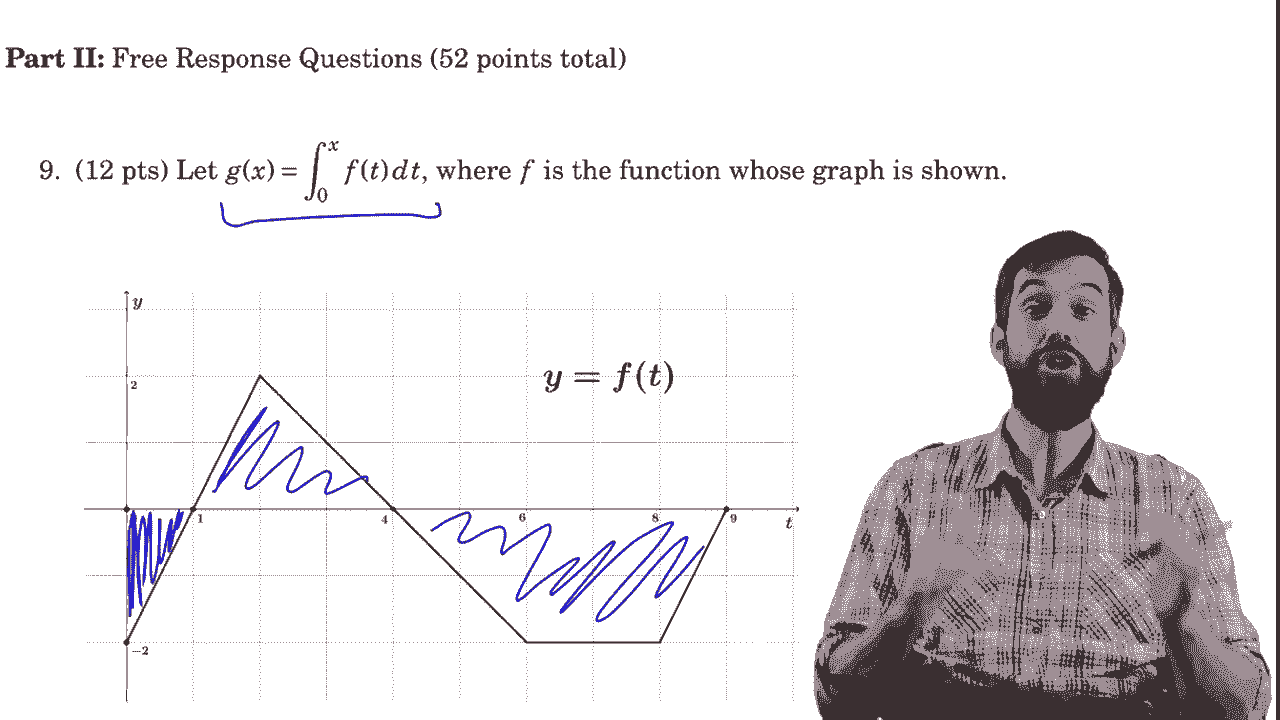 Part II: Free Response Questions (52 points total)
9. (12 pts) Let g(x) = ∫₀ˣ f(t)dt, where f is the function whose graph is shown.
y
2
y = f(t)
1 4 6 8 9 t
−2